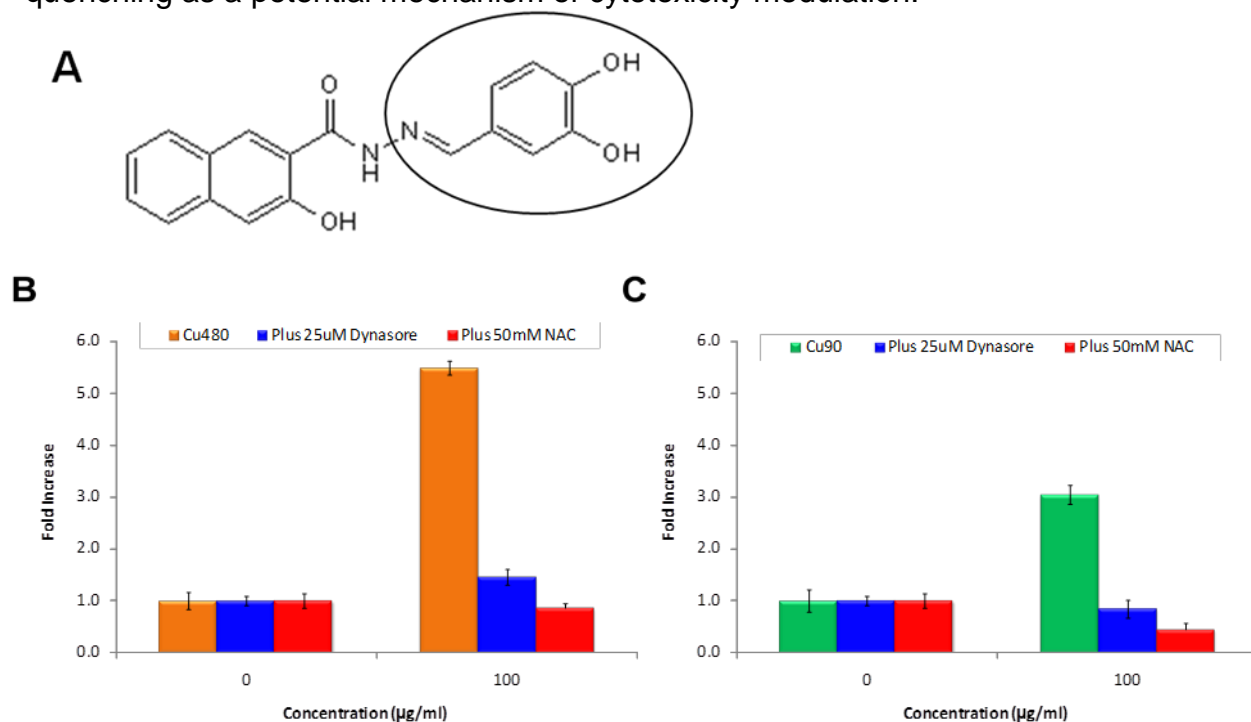 quenching as a potential mechanism of cytotoxicity modulation.
A
O
N
N
H
OH
OH
OH
B
Cu480 Plus 25uM Dynasore Plus 50mM NAC
6.0
5.0
4.0
3.0
2.0
1.0
0.0
Fold Increase
0 100
Concentration (µg/ml)
C
Cu90 Plus 25uM Dynasore Plus 50mM NAC
6.0
5.0
4.0
3.0
2.0
1.0
0.0
Fold Increase
0 100
Concentration (µg/ml)